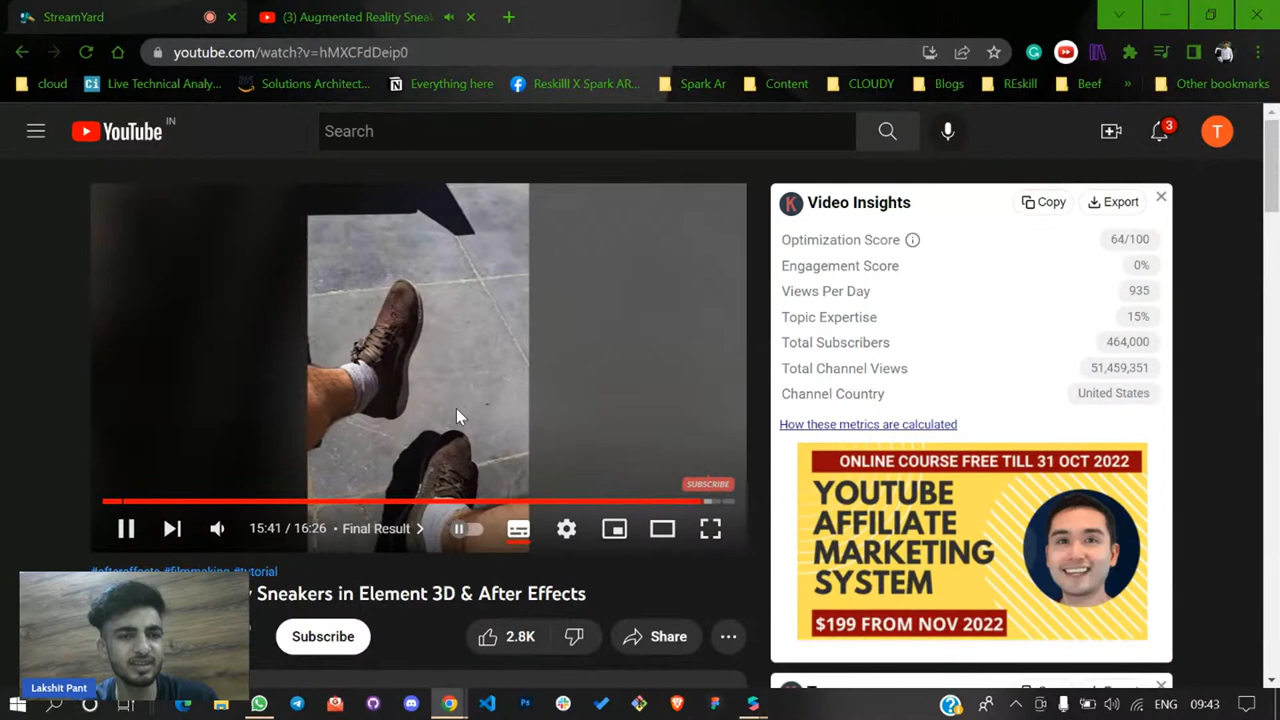 StreamYard
(3) Augmented Reality Sneak
youtube.com/watch?v=hMXCFdDeip0
cloud
Ci
Live Technical Analy...
Solutions Architect...
Everything here
Reskilll X Spark AR...
Spark Ar
Content
CLOUDY
Blogs
REskill
Beef
»
Other bookmarks
YouTube
IN
Search
3
T
K
Video Insights
Copy
Export
Optimization Score
64/100
Engagement Score
0%
Views Per Day
935
Topic Expertise
15%
Total Subscribers
464,000
Total Channel Views
51,459,351
Channel Country
United States
How these metrics are calculated
ONLINE COURSE FREE TILL 31 OCT 2022
YOUTUBE
AFFILIATE
MARKETING
SYSTEM
$199 FROM NOV 2022
SUBSCRIBE
15:41 / 16:26 • Final Result
#aftereffects #filmmaking #tutorial
Sneakers in Element 3D & After Effects
Subscribe
2.8K
Share
Lakshit Pant
Ps
ENG
09:43